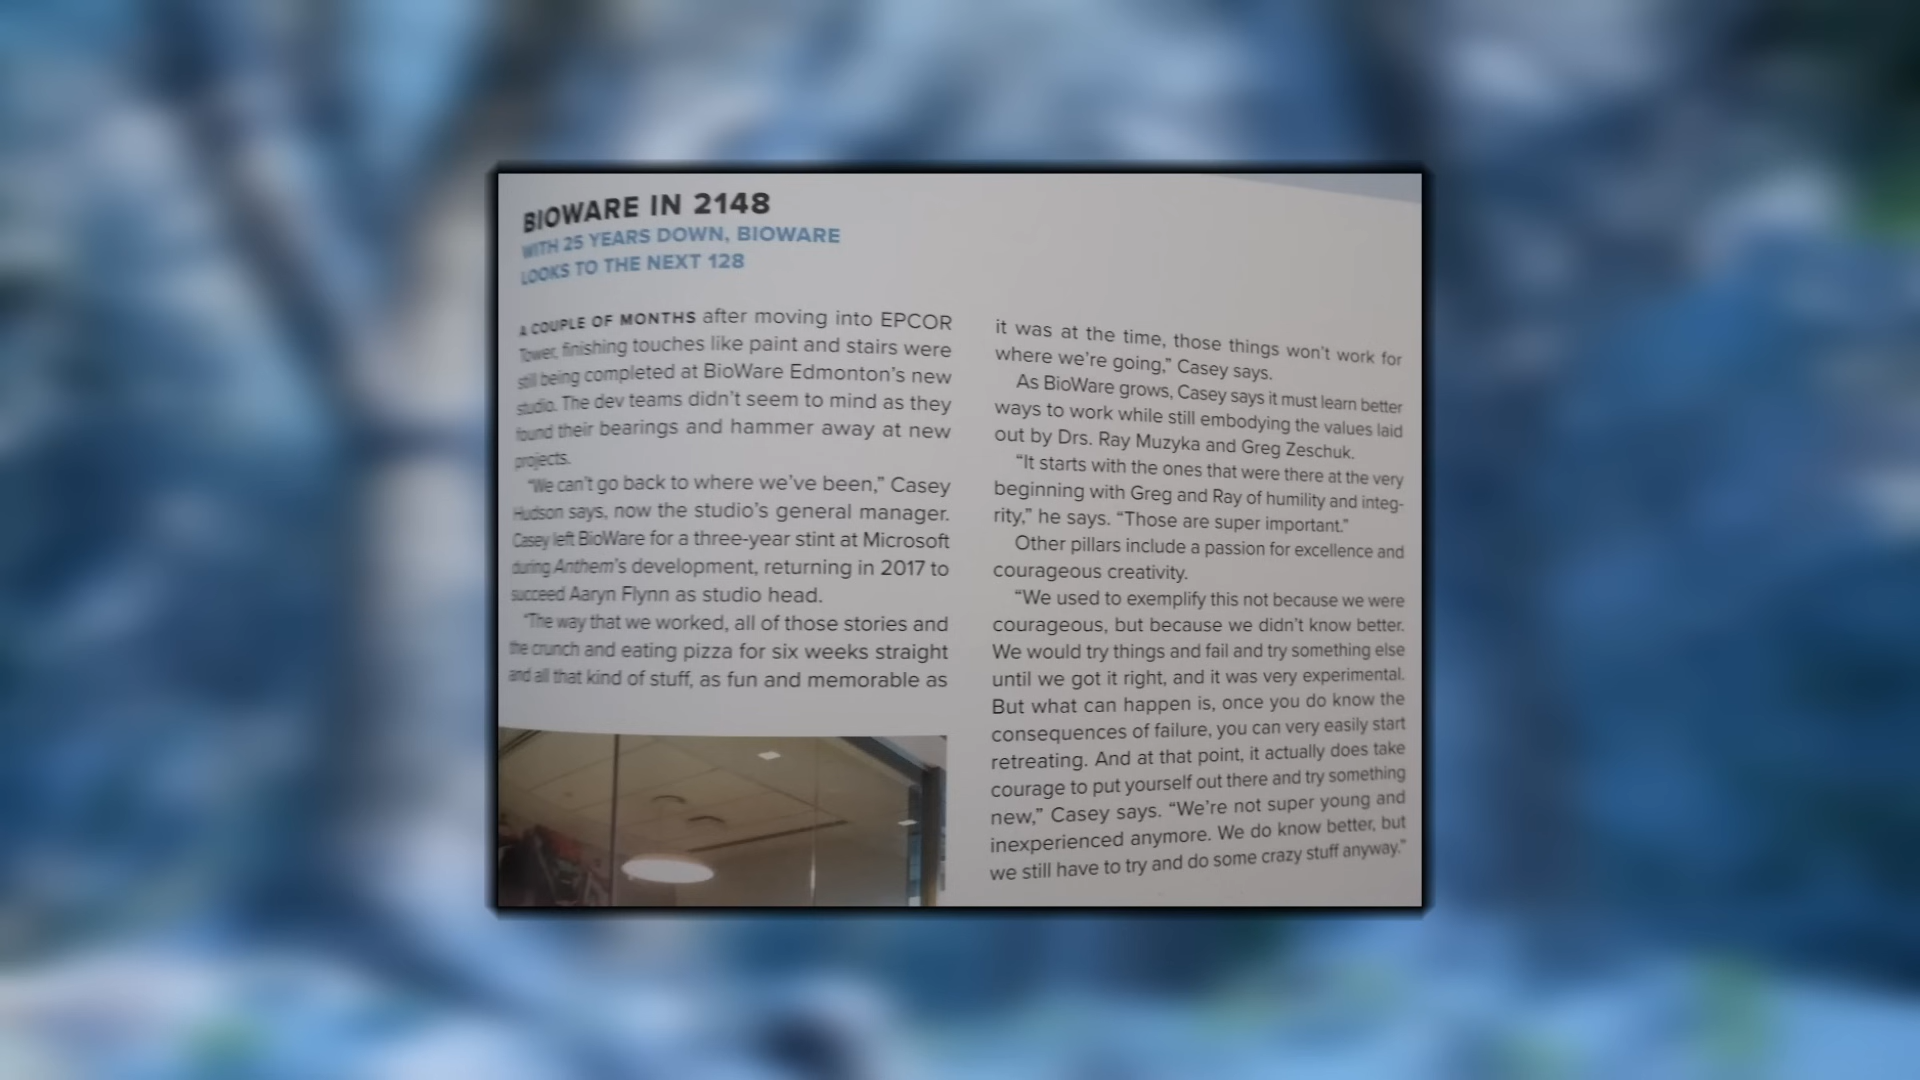 BIOWARE IN 2148
WITH 25 YEARS DOWN, BIOWARE
LOOKS TO THE NEXT 128
A COUPLE OF MONTHS after moving into EPCOR
Tower, finishing touches like paint and stairs were
still being completed at BioWare Edmonton's new
studio. The dev teams didn't seem to mind as they
found their bearings and hammer away at new
projects.
"We can't go back to where we've been," Casey
Hudson says, now the studio's general manager.
Casey left BioWare for a three-year stint at Microsoft
during Anthem's development, returning in 2017 to
succeed Aaryn Flynn as studio head.
"The way that we worked, all of those stories and
the crunch and eating pizza for six weeks straight
and all that kind of stuff, as fun and memorable as
it was at the time, those things won't work for
where we're going," Casey says.
As BioWare grows, Casey says it must learn better
ways to work while still embodying the values laid
out by Drs. Ray Muzyka and Greg Zeschuk.
"It starts with the ones that were there at the very
beginning with Greg and Ray of humility and integ-
rity," he says. "Those are super important."
Other pillars include a passion for excellence and
courageous creativity.
"We used to exemplify this not because we were
courageous, but because we didn't know better.
We would try things and fail and try something else
until we got it right, and it was very experimental.
But what can happen is, once you do know the
consequences of failure, you can very easily start
retreating. And at that point, it actually does take
courage to put yourself out there and try something
new," Casey says. "We're not super young and
inexperienced anymore. We do know better, but
we still have to try and do some crazy stuff anyway."